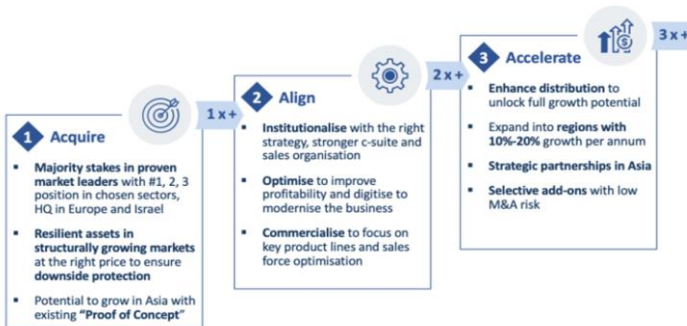 1 Acquire
▪ Majority stakes in proven
market leaders with #1, 2, 3
position in chosen sectors,
HQ in Europe and Israel
▪ Resilient assets in
structurally growing markets
at the right price to ensure
downside protection
▪ Potential to grow in Asia with
existing "Proof of Concept"
1 x +
2 Align
▪ Institutionalise with the right
strategy, stronger c-suite and
sales organisation
▪ Optimise to improve
profitability and digitise to
modernise the business
▪ Commercialise to focus on
key product lines and sales
force optimisation
2 x +
3 Accelerate
▪ Enhance distribution to
unlock full growth potential
▪ Expand into regions with
10%-20% growth per annum
▪ Strategic partnerships in Asia
▪ Selective add-ons with low
M&A risk
$
3 x +